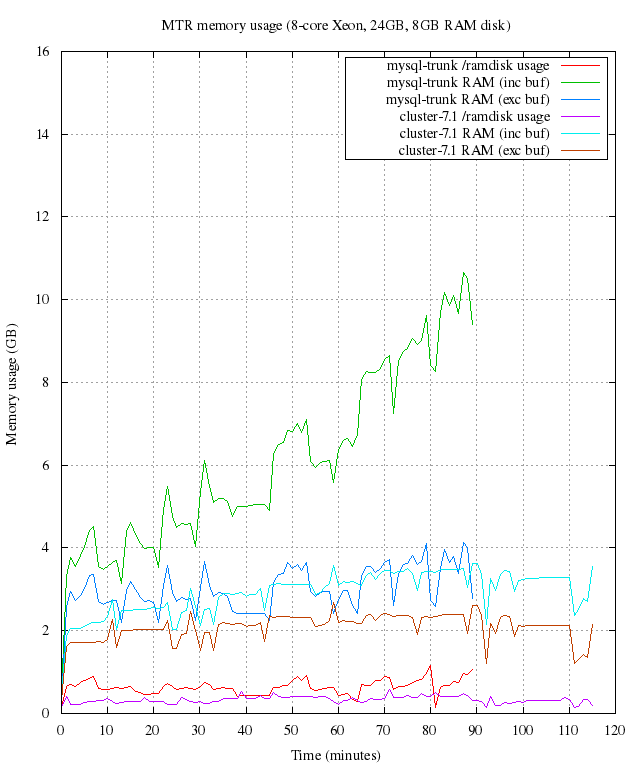 MTR memory usage (8-core Xeon, 24GB, 8GB RAM disk)
16
14
12
10
8
6
4
2
0
Memory usage (GB)
mysql-trunk /ramdisk usage
mysql-trunk RAM (inc buf)
mysql-trunk RAM (exc buf)
cluster-7.1 /ramdisk usage
cluster-7.1 RAM (inc buf)
cluster-7.1 RAM (exc buf)
0 10 20 30 40 50 60 70 80 90 100 110 120
Time (minutes)